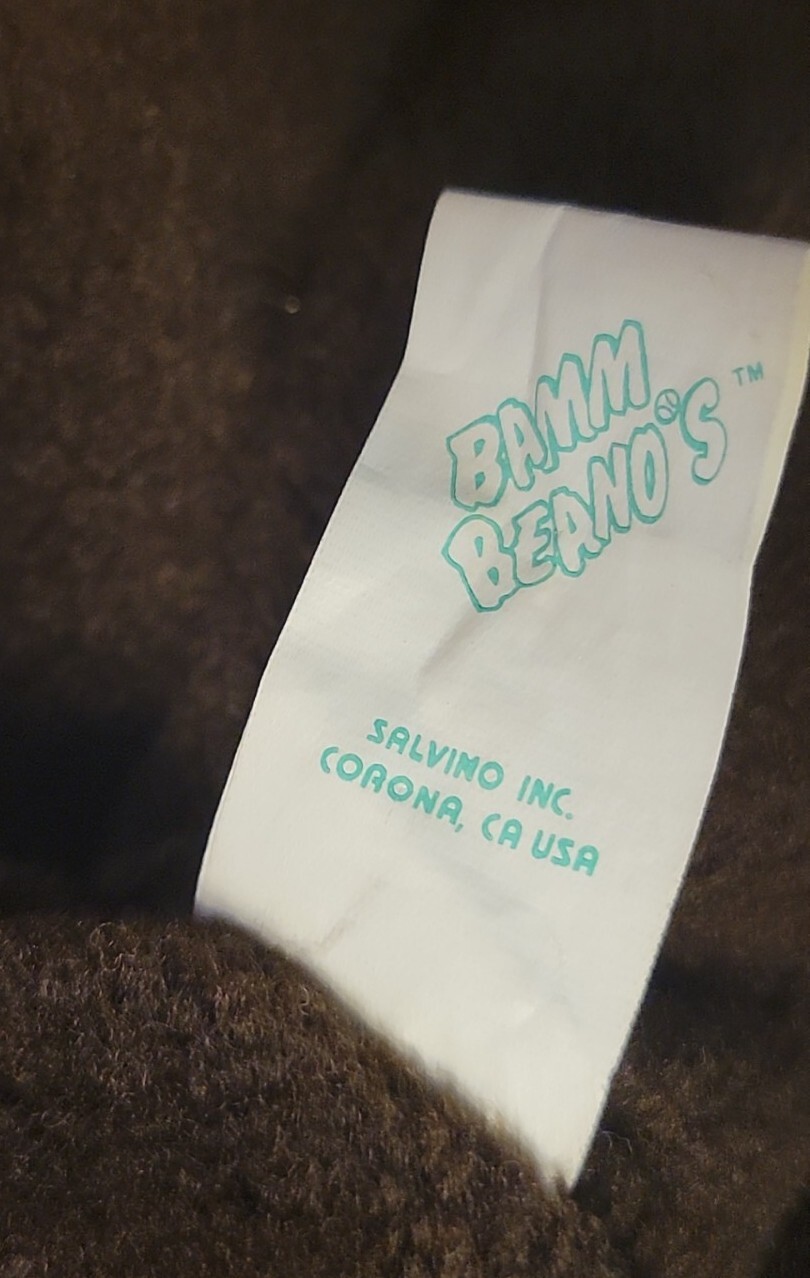 BAMM
BEANO'S ™
SALVINO INC.
CORONA, CA USA